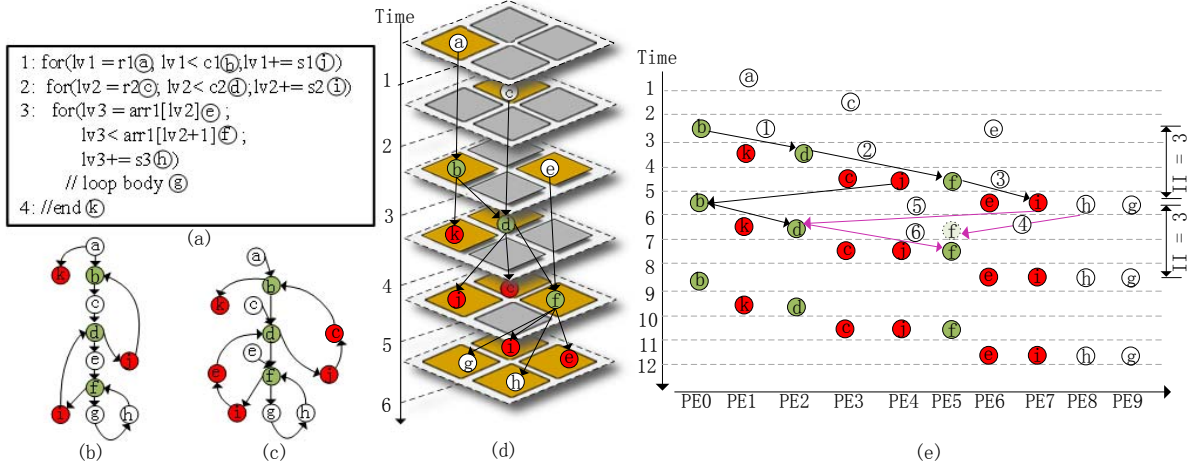 1: for(lv1 = r1ⓐ, lv1< c1ⓗ,lv1+= s1ⓙ)
2: for(lv2 = r2ⓒ, lv2< c2ⓓ;lv2+= s2ⓘ)
3: for(lv3 = arr1[lv2]ⓔ ;
lv3< arr1[lv2+1]ⓕ ;
lv3+= s3ⓗ)
// loop body ⓖ
4: //end ⓚ
(a)
a
k b
c
d
e j
f
i g h
(b)
a
h
k c
d c
e e
f j
i g h
(c)
Time
a
1
c
2
b e
3
k d
4
j c f
5
g i e
h
6
(d)
Time
1 a
2 c
3 b ① e
4 k d ②
5 c j f ③
6 b ⑤ e i h g
7 k d ⑥ f ④
8 c j f
9 b e i h g
10 k d
11 c j f
12 e i h g
II = 3
II = 3
PE0 PE1 PE2 PE3 PE4 PE5 PE6 PE7 PE8 PE9
(e)